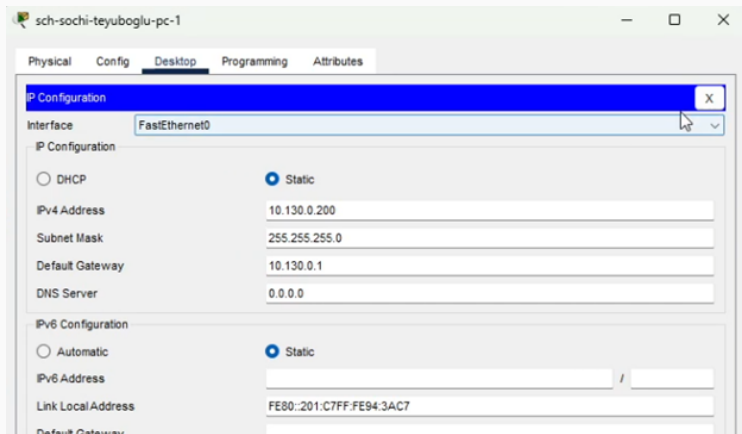 sch-sochi-teyuboglu-pc-1
Physical Config Desktop Programming Attributes
IP Configuration X
Interface FastEthernet0
IP Configuration
DHCP Static
IPv4 Address 10.130.0.200
Subnet Mask 255.255.255.0
Default Gateway 10.130.0.1
DNS Server 0.0.0.0
IPv6 Configuration
Automatic Static
IPv6 Address /
Link Local Address FE80::201:C7FF:FE94:3AC7
Default Gateway